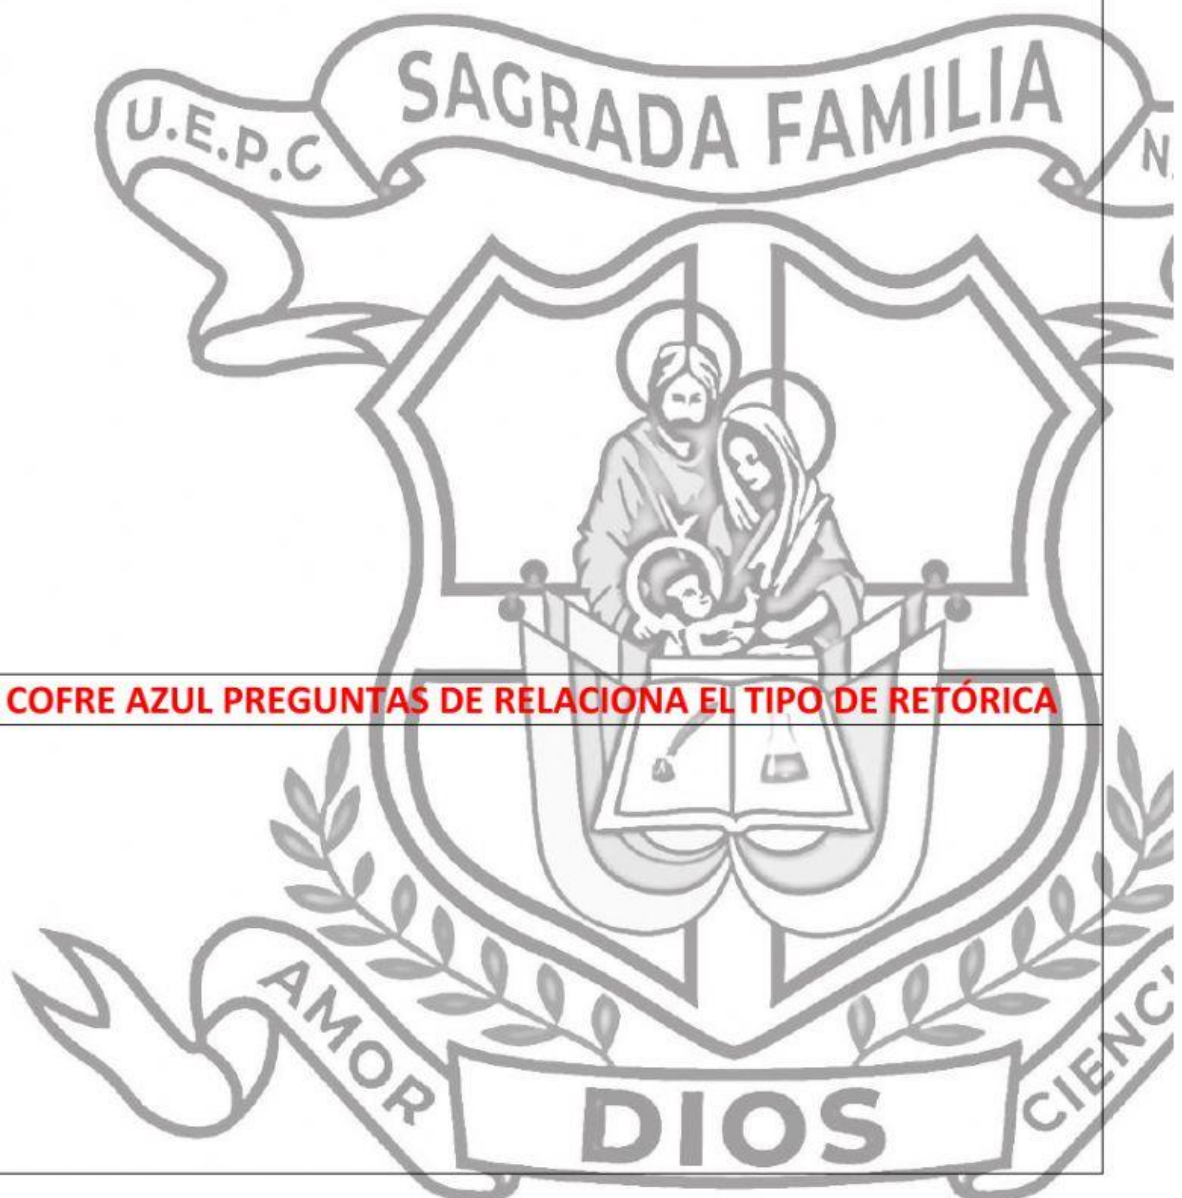 SAGRADA FAMILIA
U.E.P.C
N.
COFRE AZUL PREGUNTAS DE RELACIONA EL TIPO DE RETÓRICA
AMOR
DIOS